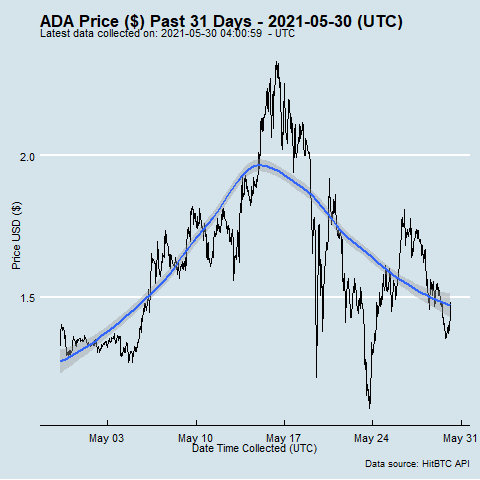 ADA Price ($) Past 31 Days - 2021-05-30 (UTC)
Latest data collected on: 2021-05-30 04:00:59  - UTC
Price USD ($)
2.0
1.5
May 03
May 10
May 17
May 24
May 31
Date Time Collected (UTC)
Data source: HitBTC API